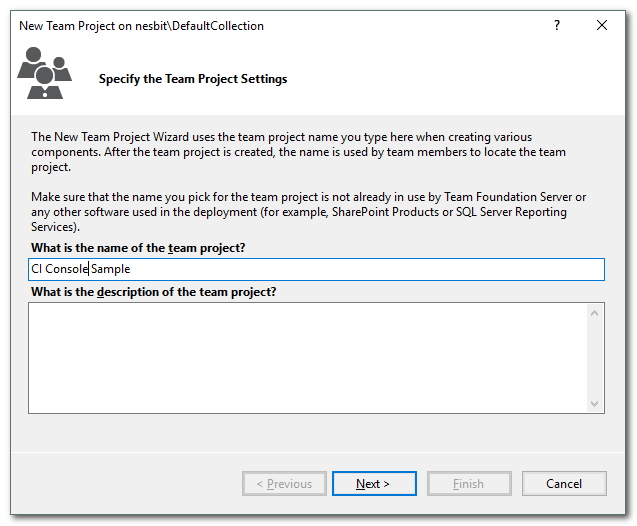 New Team Project on nesbit\DefaultCollection
?
Specify the Team Project Settings
The New Team Project Wizard uses the team project name you type here when creating various
components. After the team project is created, the name is used by team members to locate the team
project.
Make sure that the name you pick for the team project is not already in use by Team Foundation Server or
any other software used in the deployment (for example, SharePoint Products or SQL Server Reporting
Services).
What is the name of the team project?
CI Console Sample
What is the description of the team project?
< Previous
Next >
Finish
Cancel